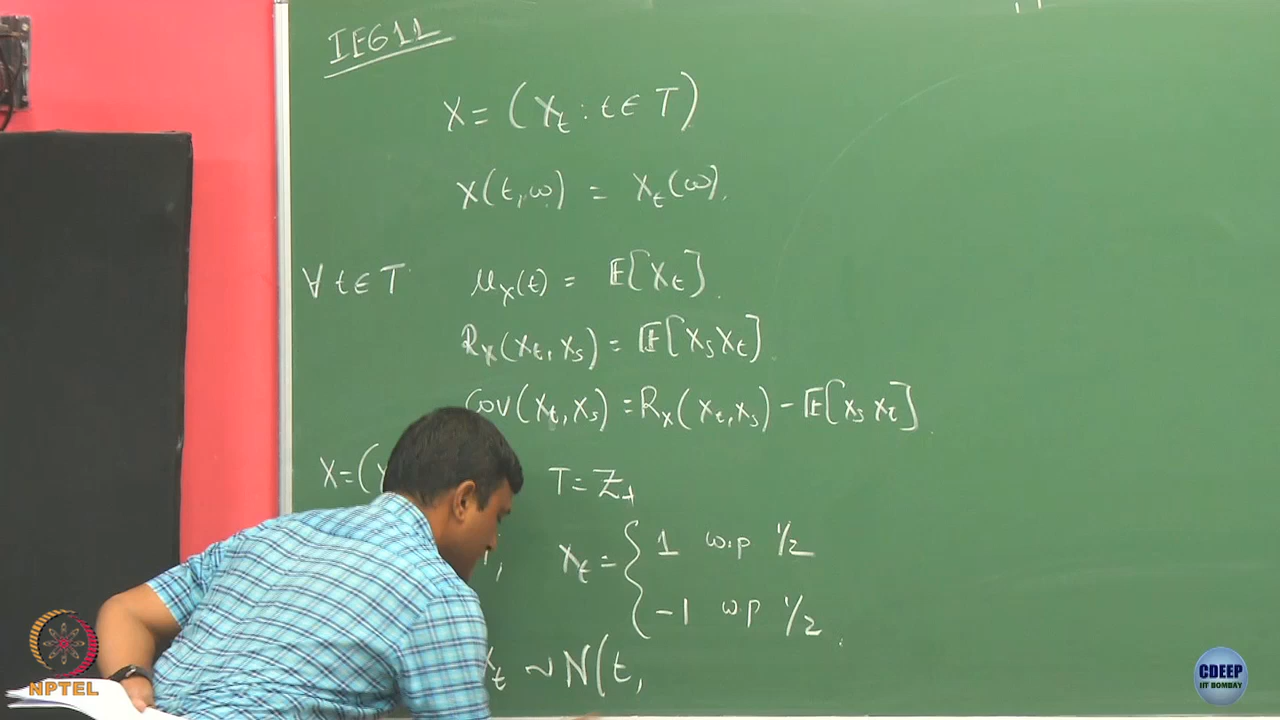 IE611
X = (X_t : t ∈ T)
X(t,ω) = X_t(ω).
∀ t ∈ T μ_X(t) = E[X_t].
R_X(X_t, X_s) = E[X_s X_t].
Cov(X_t, X_s) = R_X(X_t, X_s) - E[X_s X_t].
X = ( T = Z_+
X_t = { 1 w.p 1/2
-1 wp 1/2.
X_t ~ N(t,
NPTEL
CDEEP
IIT BOMBAY